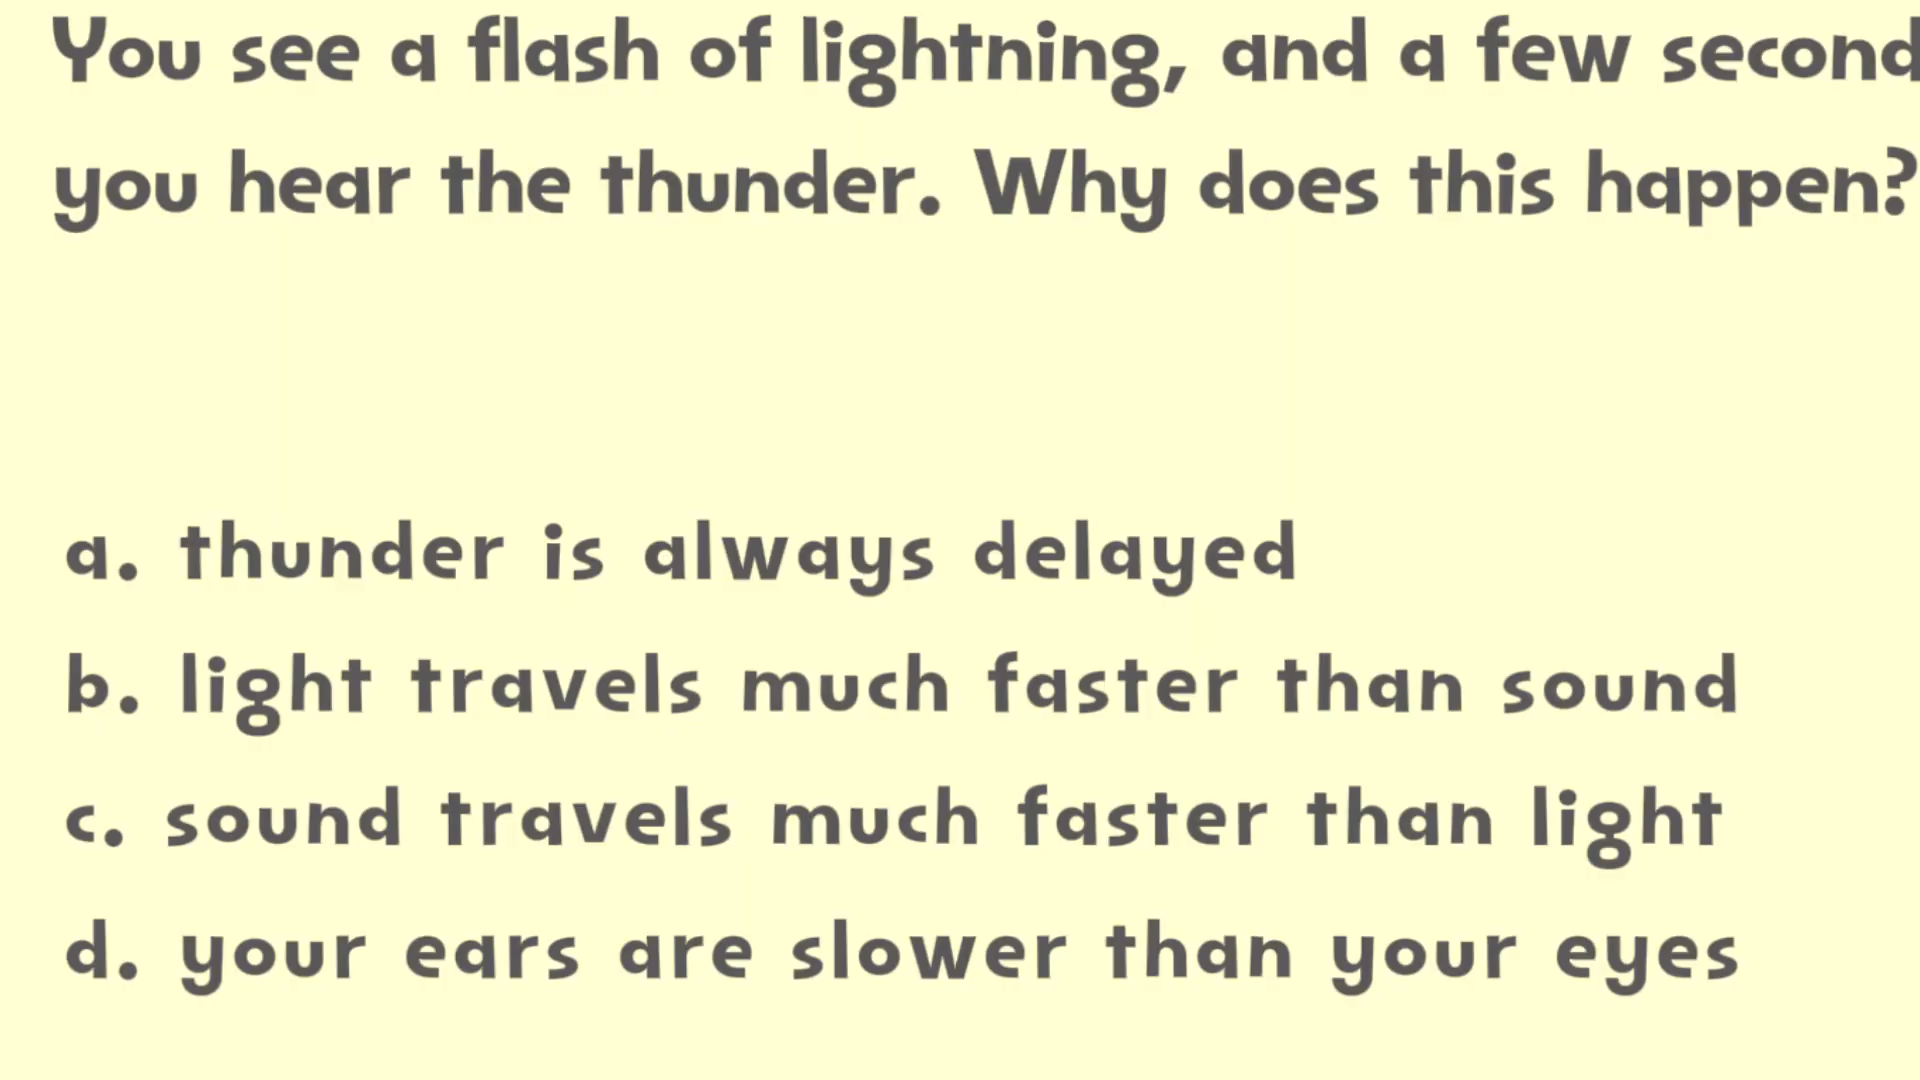 You see a flash of lightning, and a few second
you hear the thunder. Why does this happen?
a. thunder is always delayed
b. light travels much faster than sound
c. sound travels much faster than light
d. your ears are slower than your eyes